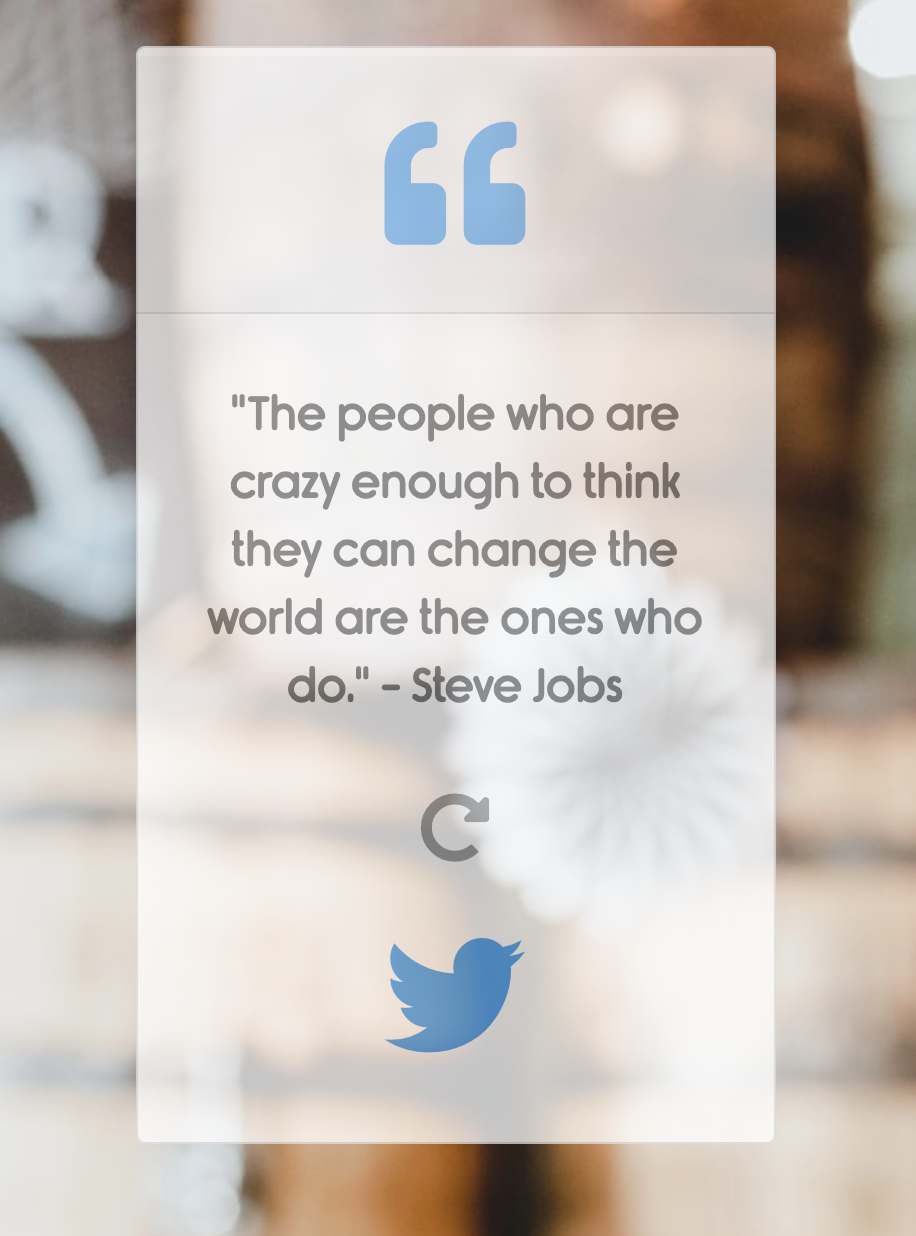 "The people who are
crazy enough to think
they can change the
world are the ones who
do." - Steve Jobs